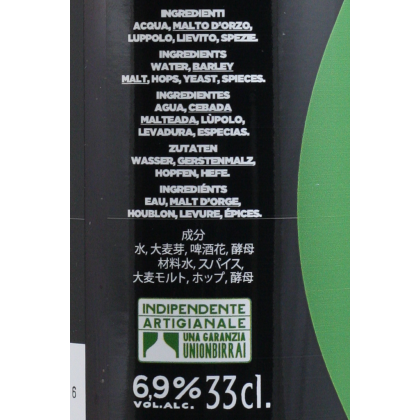 INGREDIENTI
ACQUA, MALTO D'ORZO,
LUPPOLO, LIEVITO, SPEZIE.
INGREDIENTS
WATER, BARLEY
MALT, HOPS, YEAST, SPIECES.
INGREDIENTES
AGUA, CEBADA
MALTEADA, LÙPOLO,
LEVADURA, ESPECIAS.
ZUTATEN
WASSER, GERSTENMALZ,
HOPFEN, HEFE.
INGREDIÉNTS
EAU, MALT D'ORGE,
HOUBLON, LEVURE, ÉPICES.
成分
水, 大麦芽, 啤酒花, 酵母
材料水, スパイス,
大麦モルト, ホップ, 酵母
INDIPENDENTE
ARTIGIANALE
UNA GARANZIA
UNIONBIRRAI
6,9% 33cl.
VOL.ALC.
6